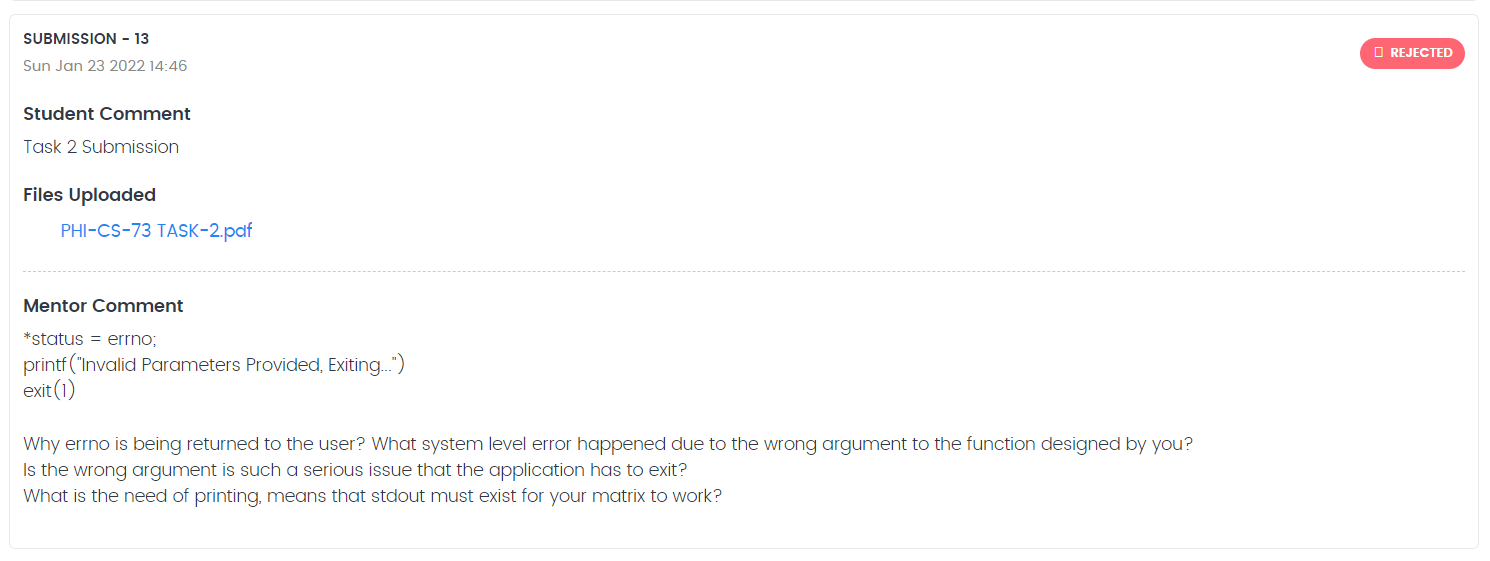 SUBMISSION - 13
REJECTED
Sun Jan 23 2022 14:46
Student Comment
Task 2 Submission
Files Uploaded
PHI-CS-73 TASK-2.pdf
Mentor Comment
*status = errno;
printf("Invalid Parameters Provided, Exiting...")
exit(1)
Why errno is being returned to the user? What system level error happened due to the wrong argument to the function designed by you?
Is the wrong argument is such a serious issue that the application has to exit?
What is the need of printing, means that stdout must exist for your matrix to work?